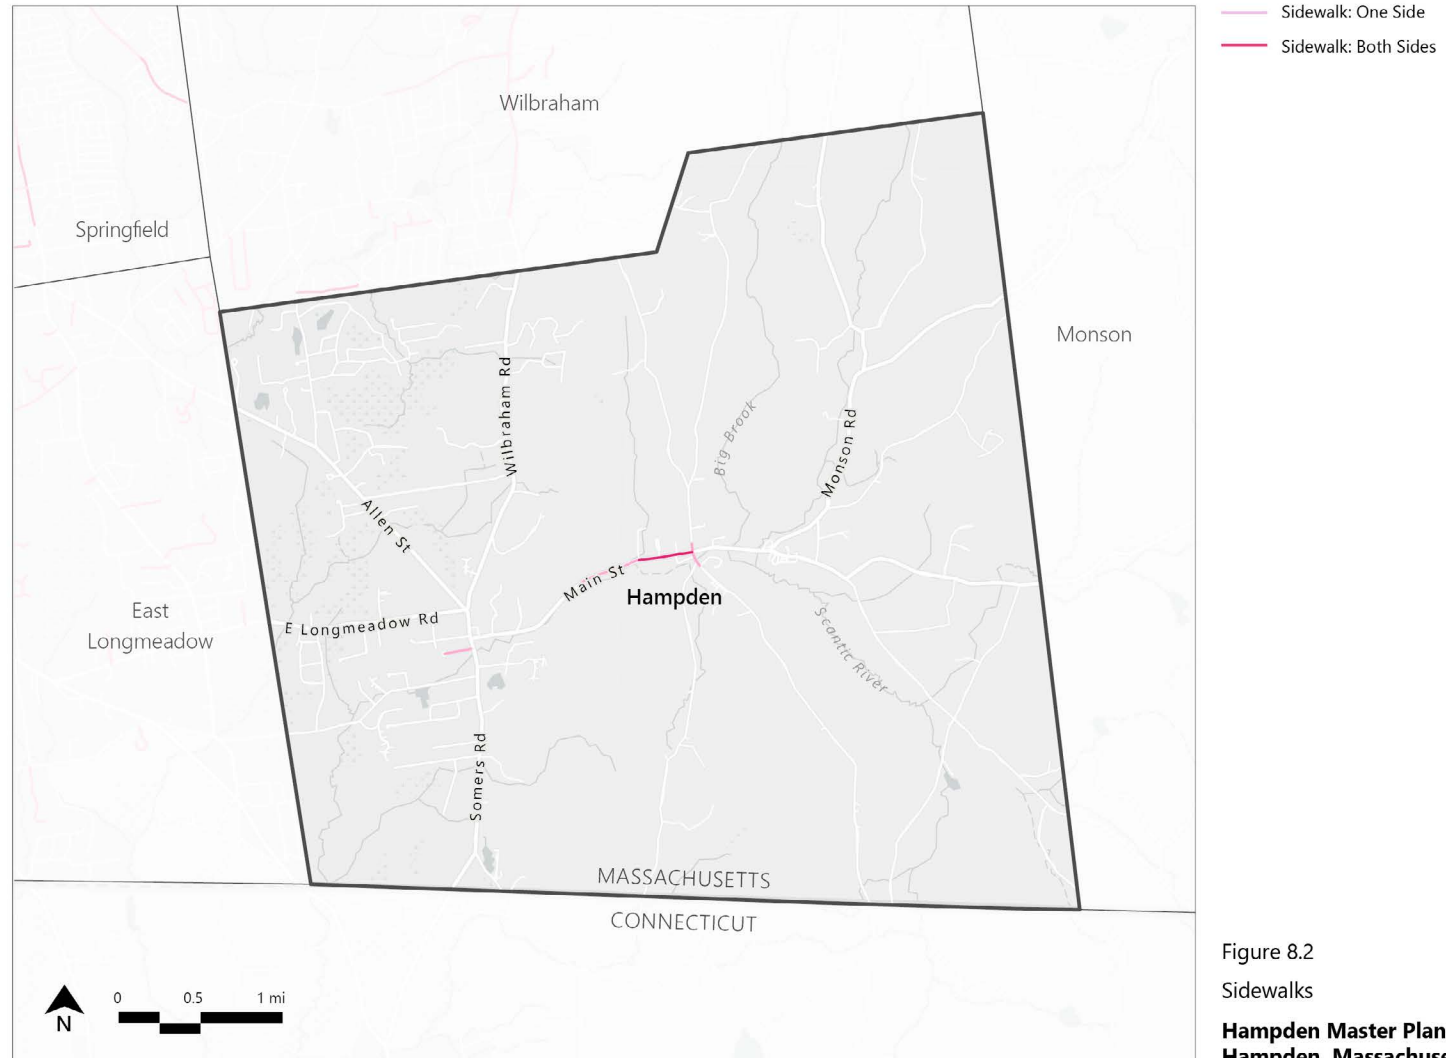 Sidewalk: One Side
Sidewalk: Both Sides
Wilbraham
Springfield
Monson
Wilbraham Rd
Big Brook
Monson Rd
Allen St
Main St
Hampden
East
Longmeadow
E Longmeadow Rd
Scantic River
Somers Rd
MASSACHUSETTS
CONNECTICUT
0 0.5 1 mi
N
Figure 8.2
Sidewalks
Hampden Master Plan
Hampden, Massachuse